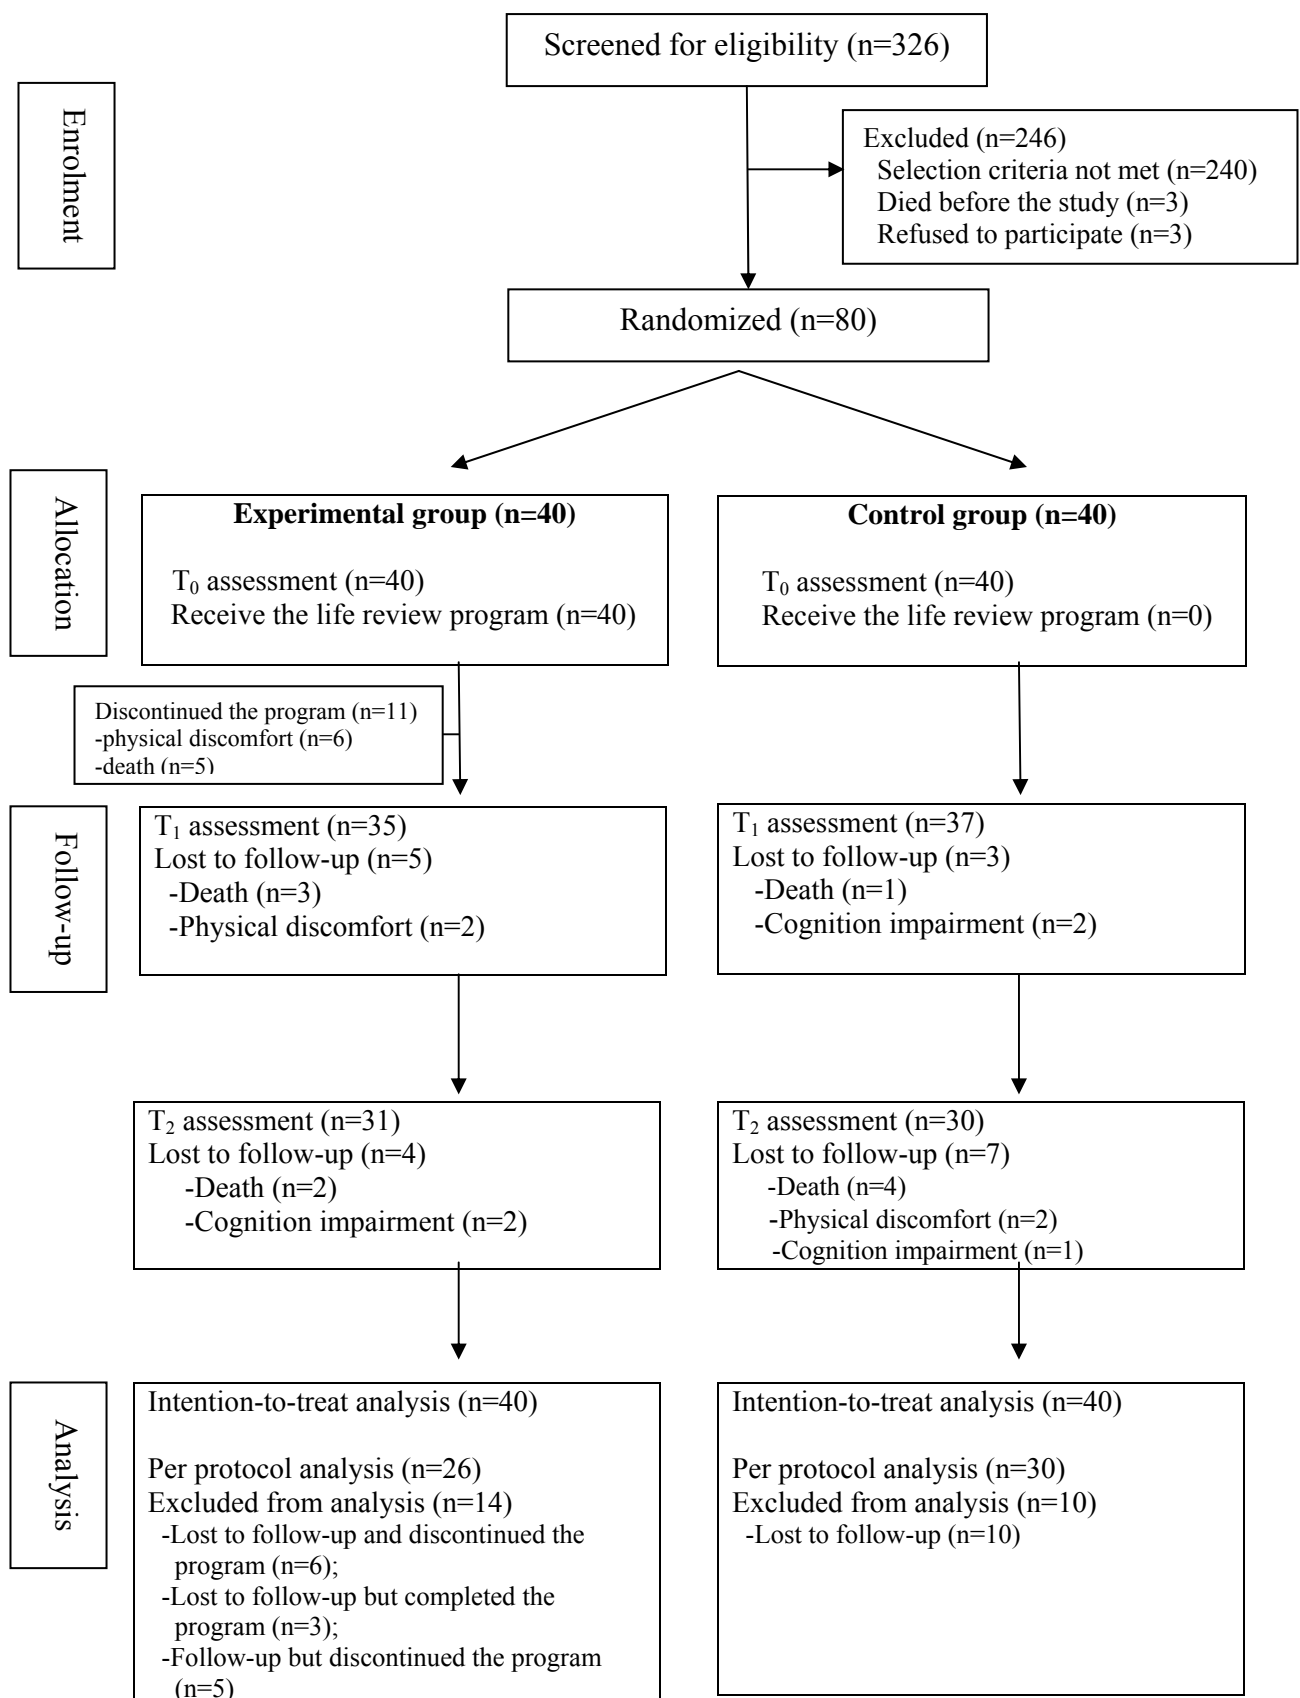 Screened for eligibility (n=326)
Enrolment
Excluded (n=246)
Selection criteria not met (n=240)
Died before the study (n=3)
Refused to participate (n=3)
Randomized (n=80)
Allocation
Experimental group (n=40)
T₀ assessment (n=40)
Receive the life review program (n=40)
Control group (n=40)
T₀ assessment (n=40)
Receive the life review program (n=0)
Discontinued the program (n=11)
-physical discomfort (n=6)
-death (n=5)
Follow-up
T₁ assessment (n=35)
Lost to follow-up (n=5)
-Death (n=3)
-Physical discomfort (n=2)
T₁ assessment (n=37)
Lost to follow-up (n=3)
-Death (n=1)
-Cognition impairment (n=2)
T₂ assessment (n=31)
Lost to follow-up (n=4)
-Death (n=2)
-Cognition impairment (n=2)
T₂ assessment (n=30)
Lost to follow-up (n=7)
-Death (n=4)
-Physical discomfort (n=2)
-Cognition impairment (n=1)
Analysis
Intention-to-treat analysis (n=40)
Per protocol analysis (n=26)
Excluded from analysis (n=14)
-Lost to follow-up and discontinued the
program (n=6);
-Lost to follow-up but completed the
program (n=3);
-Follow-up but discontinued the program
(n=5)
Intention-to-treat analysis (n=40)
Per protocol analysis (n=30)
Excluded from analysis (n=10)
-Lost to follow-up (n=10)